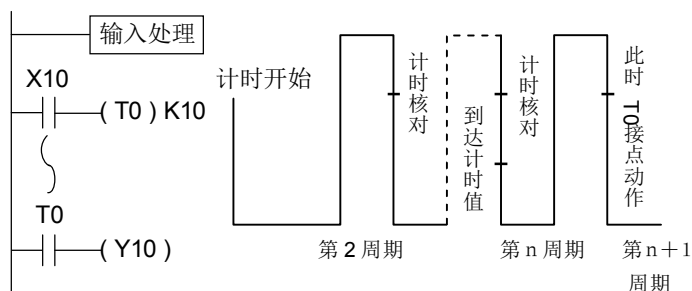 输入处理
X10
( T0 ) K10
T0
( Y10 )
计时开始
计时核对
到达计时值
计时核对
此时T0接点动作
第 2 周期
第 n 周期
第 n＋1
周期